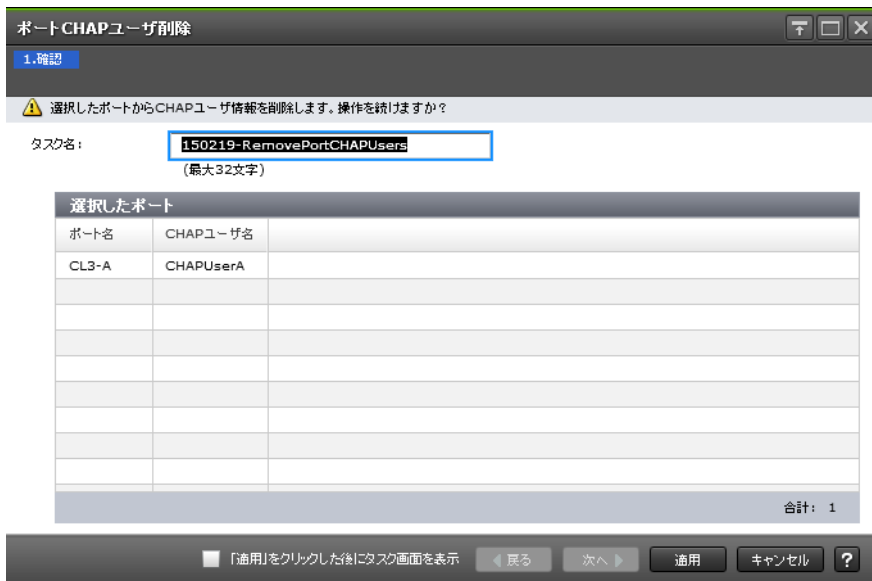 ポートCHAPユーザ削除
1.確認
選択したポートからCHAPユーザ情報を削除します。操作を続けますか？
タスク名： 150219-RemovePortCHAPUsers
(最大32文字)
選択したポート
ポート名 CHAPユーザ名
CL3-A CHAPUserA
合計： 1
「適用」をクリックした後にタスク画面を表示 戻る 次へ 適用 キャンセル ?